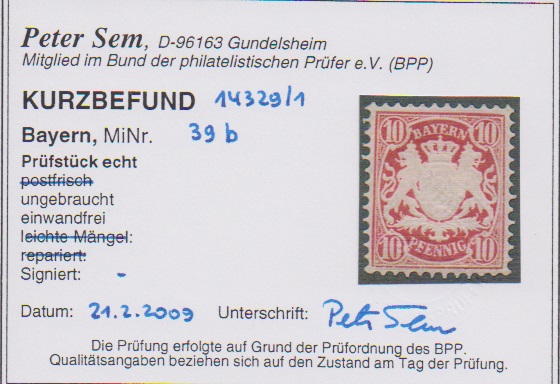 Peter Sem, D-96163 Gundelsheim
Mitglied im Bund der philatelistischen Prüfer e.V. (BPP)
KURZBEFUND 14329/1
Bayern, MiNr. 39 b
Prüfstück echt
postfrisch
ungebraucht
einwandfrei
leichte Mängel:
repariert:
Signiert: -
Datum: 21.2.2009 Unterschrift: Petr Sem
Die Prüfung erfolgte auf Grund der Prüfordnung des BPP.
Qualitätsangaben beziehen sich auf den Zustand am Tag der Prüfung.
10 BAYERN 10
10 PFENNIG 10